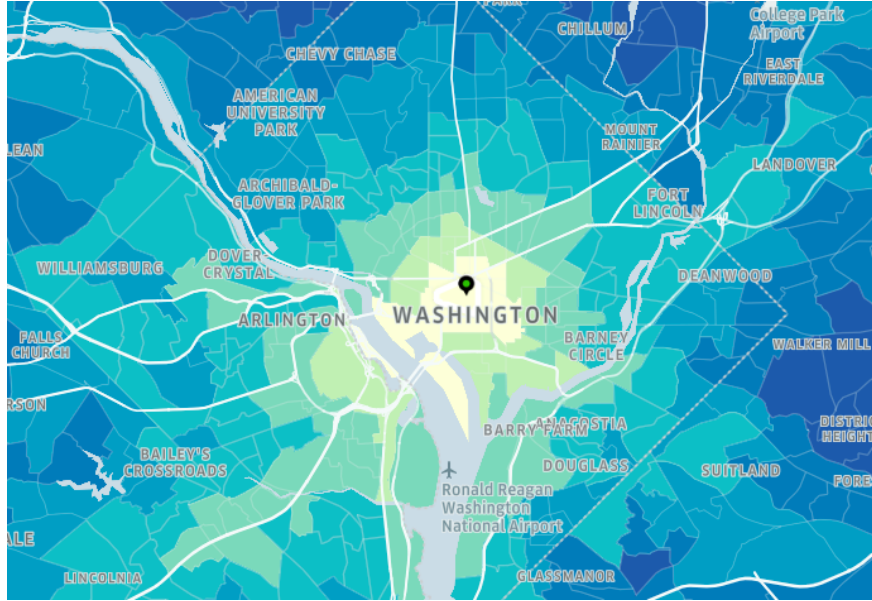 PARK
College Park
Airport
CHILLUM
CHEVY CHASE
EAST
RIVERDALE
AMERICAN
UNIVERSITY
PARK
MOUNT
RAINIER
LEAN
LANDOVER
ARCHIBALD-
GLOVER PARK
FORT
LINCOLN
DOVER
CRYSTAL
WILLIAMSBURG
DEANWOOD
WASHINGTON
ARLINGTON
FALLS
CHURCH
BARNEY
CIRCLE
WALKER MILL
RSON
DISTRIC
HEIGHT
ANACOSTIA
BARRY FARM
BAILEY'S
CROSSROADS
DOUGLASS
SUITLAND
FORE
Ronald Reagan
Washington
National Airport
ALE
LINCOLNIA
GLASSMANOR